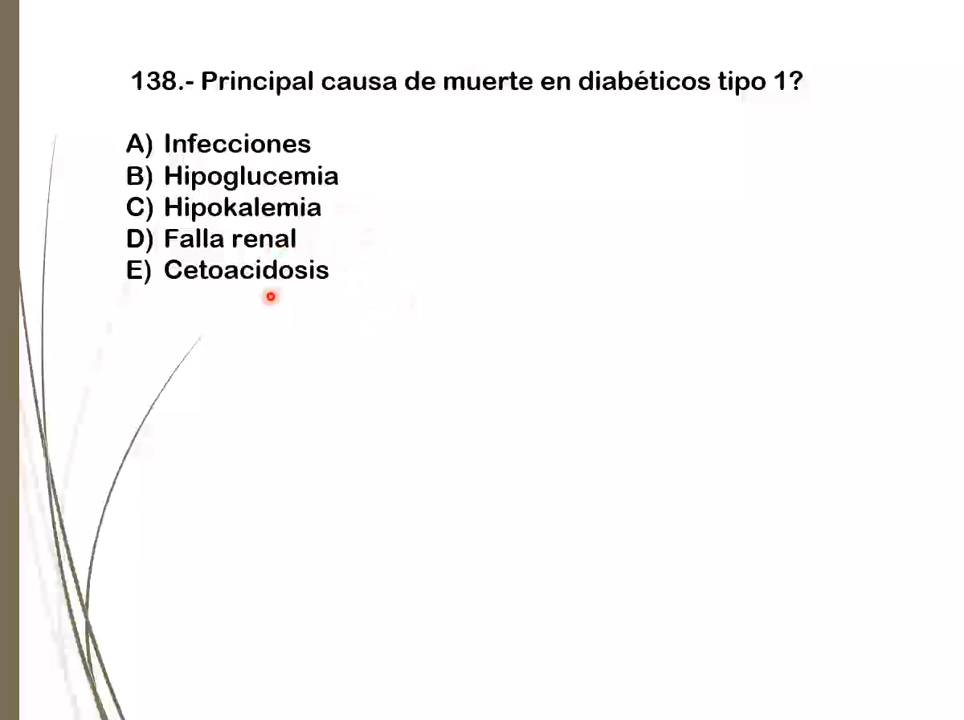 138.- Principal causa de muerte en diabéticos tipo 1?
A) Infecciones
B) Hipoglucemia
C) Hipokalemia
D) Falla renal
E) Cetoacidosis